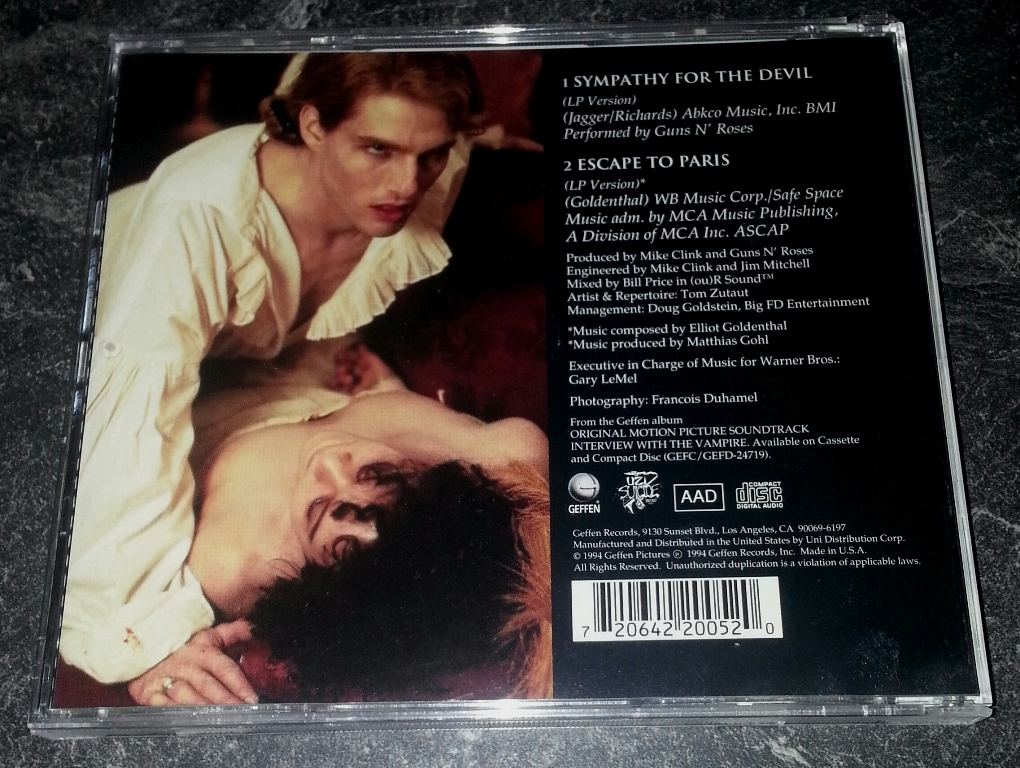 1 SYMPATHY FOR THE DEVIL
(LP Version)
(Jagger/Richards) Abkco Music, Inc. BMI
Performed by Guns N' Roses
2 ESCAPE TO PARIS
(LP Version)*
(Goldenthal) WB Music Corp./Safe Space
Music adm. by MCA Music Publishing,
A Division of MCA Inc. ASCAP
Produced by Mike Clink and Guns N' Roses
Engineered by Mike Clink and Jim Mitchell
Mixed by Bill Price in (ou)R Sound™
Artist & Repertoire: Tom Zutaut
Management: Doug Goldstein, Big FD Entertainment
*Music composed by Elliot Goldenthal
*Music produced by Matthias Gohl
Executive in Charge of Music for Warner Bros.:
Gary LeMel
Photography: Francois Duhamel
From the Geffen album
ORIGINAL MOTION PICTURE SOUNDTRACK
INTERVIEW WITH THE VAMPIRE. Available on Cassette
and Compact Disc (GEFC/GEFD-24719).
GEFFEN
UZI
SUICIDE
AAD
COMPACT
disc
DIGITAL AUDIO
Geffen Records, 9130 Sunset Blvd., Los Angeles, CA 90069-6197
Manufactured and Distributed in the United States by Uni Distribution Corp.
© 1994 Geffen Pictures ℗ 1994 Geffen Records, Inc. Made in U.S.A.
All Rights Reserved. Unauthorized duplication is a violation of applicable laws.
7 20642 20052 0